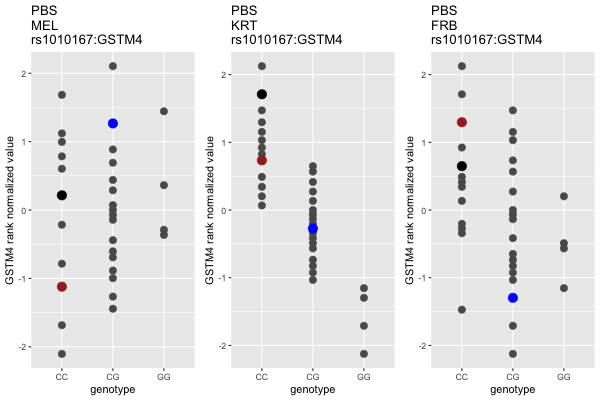 PBS
MEL
rs1010167:GSTM4
GSTM4 rank normalized value
2
1
0
-1
-2
CC
CG
GG
genotype
PBS
KRT
rs1010167:GSTM4
GSTM4 rank normalized value
2
1
0
-1
-2
CC
CG
GG
genotype
PBS
FRB
rs1010167:GSTM4
GSTM4 rank normalized value
2
1
0
-1
-2
CC
CG
GG
genotype